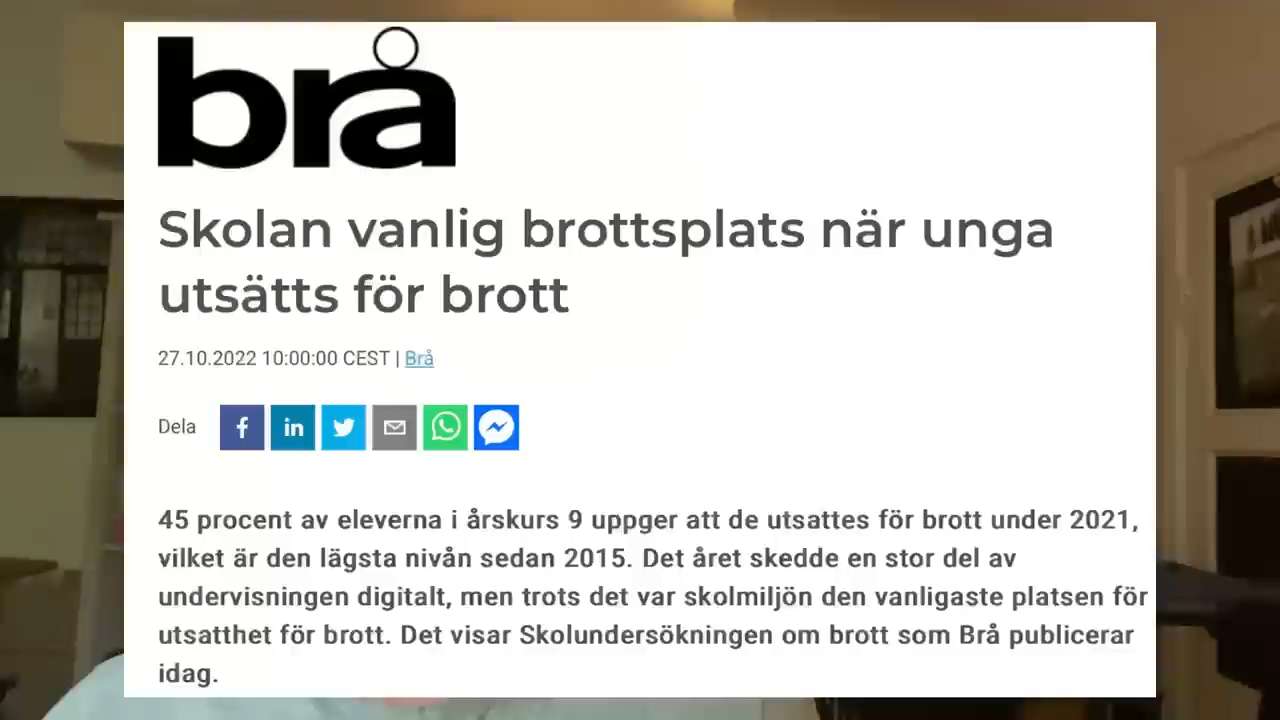 brå
Skolan vanlig brottsplats när unga
utsätts för brott
27.10.2022 10:00:00 CEST | Brå
Dela
45 procent av eleverna i årskurs 9 uppger att de utsattes för brott under 2021,
vilket är den lägsta nivån sedan 2015. Det året skedde en stor del av
undervisningen digitalt, men trots det var skolmiljön den vanligaste platsen för
utsatthet för brott. Det visar Skolundersökningen om brott som Brå publicerar
idag.